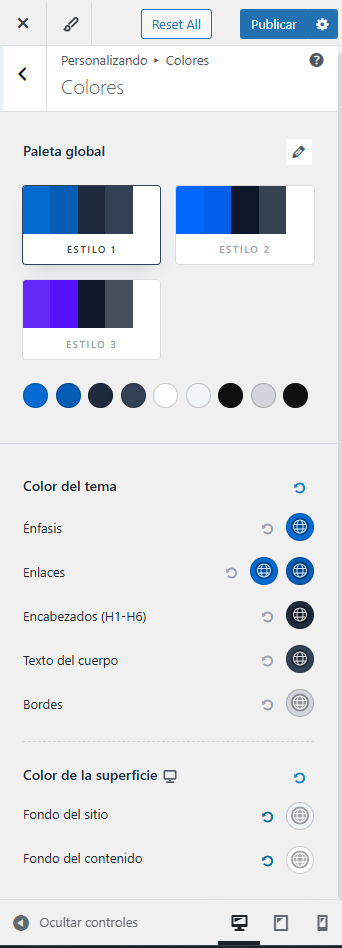 Reset All
Publicar
Personalizando ▸ Colores
Colores
Paleta global
ESTILO 1
ESTILO 2
ESTILO 3
Color del tema
Énfasis
Enlaces
Encabezados (H1-H6)
Texto del cuerpo
Bordes
Color de la superficie
Fondo del sitio
Fondo del contenido
Ocultar controles